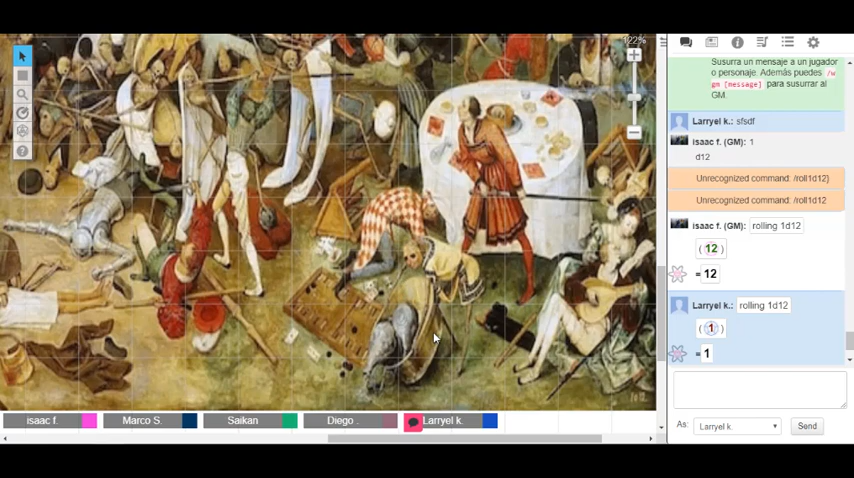 122%
Susurra un mensaje a un jugador
o personaje. Además puedes /w
gm [message] para susurrar al
GM.
Larryel k.: sfsdf
isaac f. (GM): 1
d12
Unrecognized command: /roll1d12}
Unrecognized command: /roll1d12
isaac f. (GM): rolling 1d12
(12)
=12
Larryel k.: rolling 1d12
(1)
=1
isaac f.
Marco S.
Saikan
Diego .
Larryel k.
As:
Larryel k.
Send